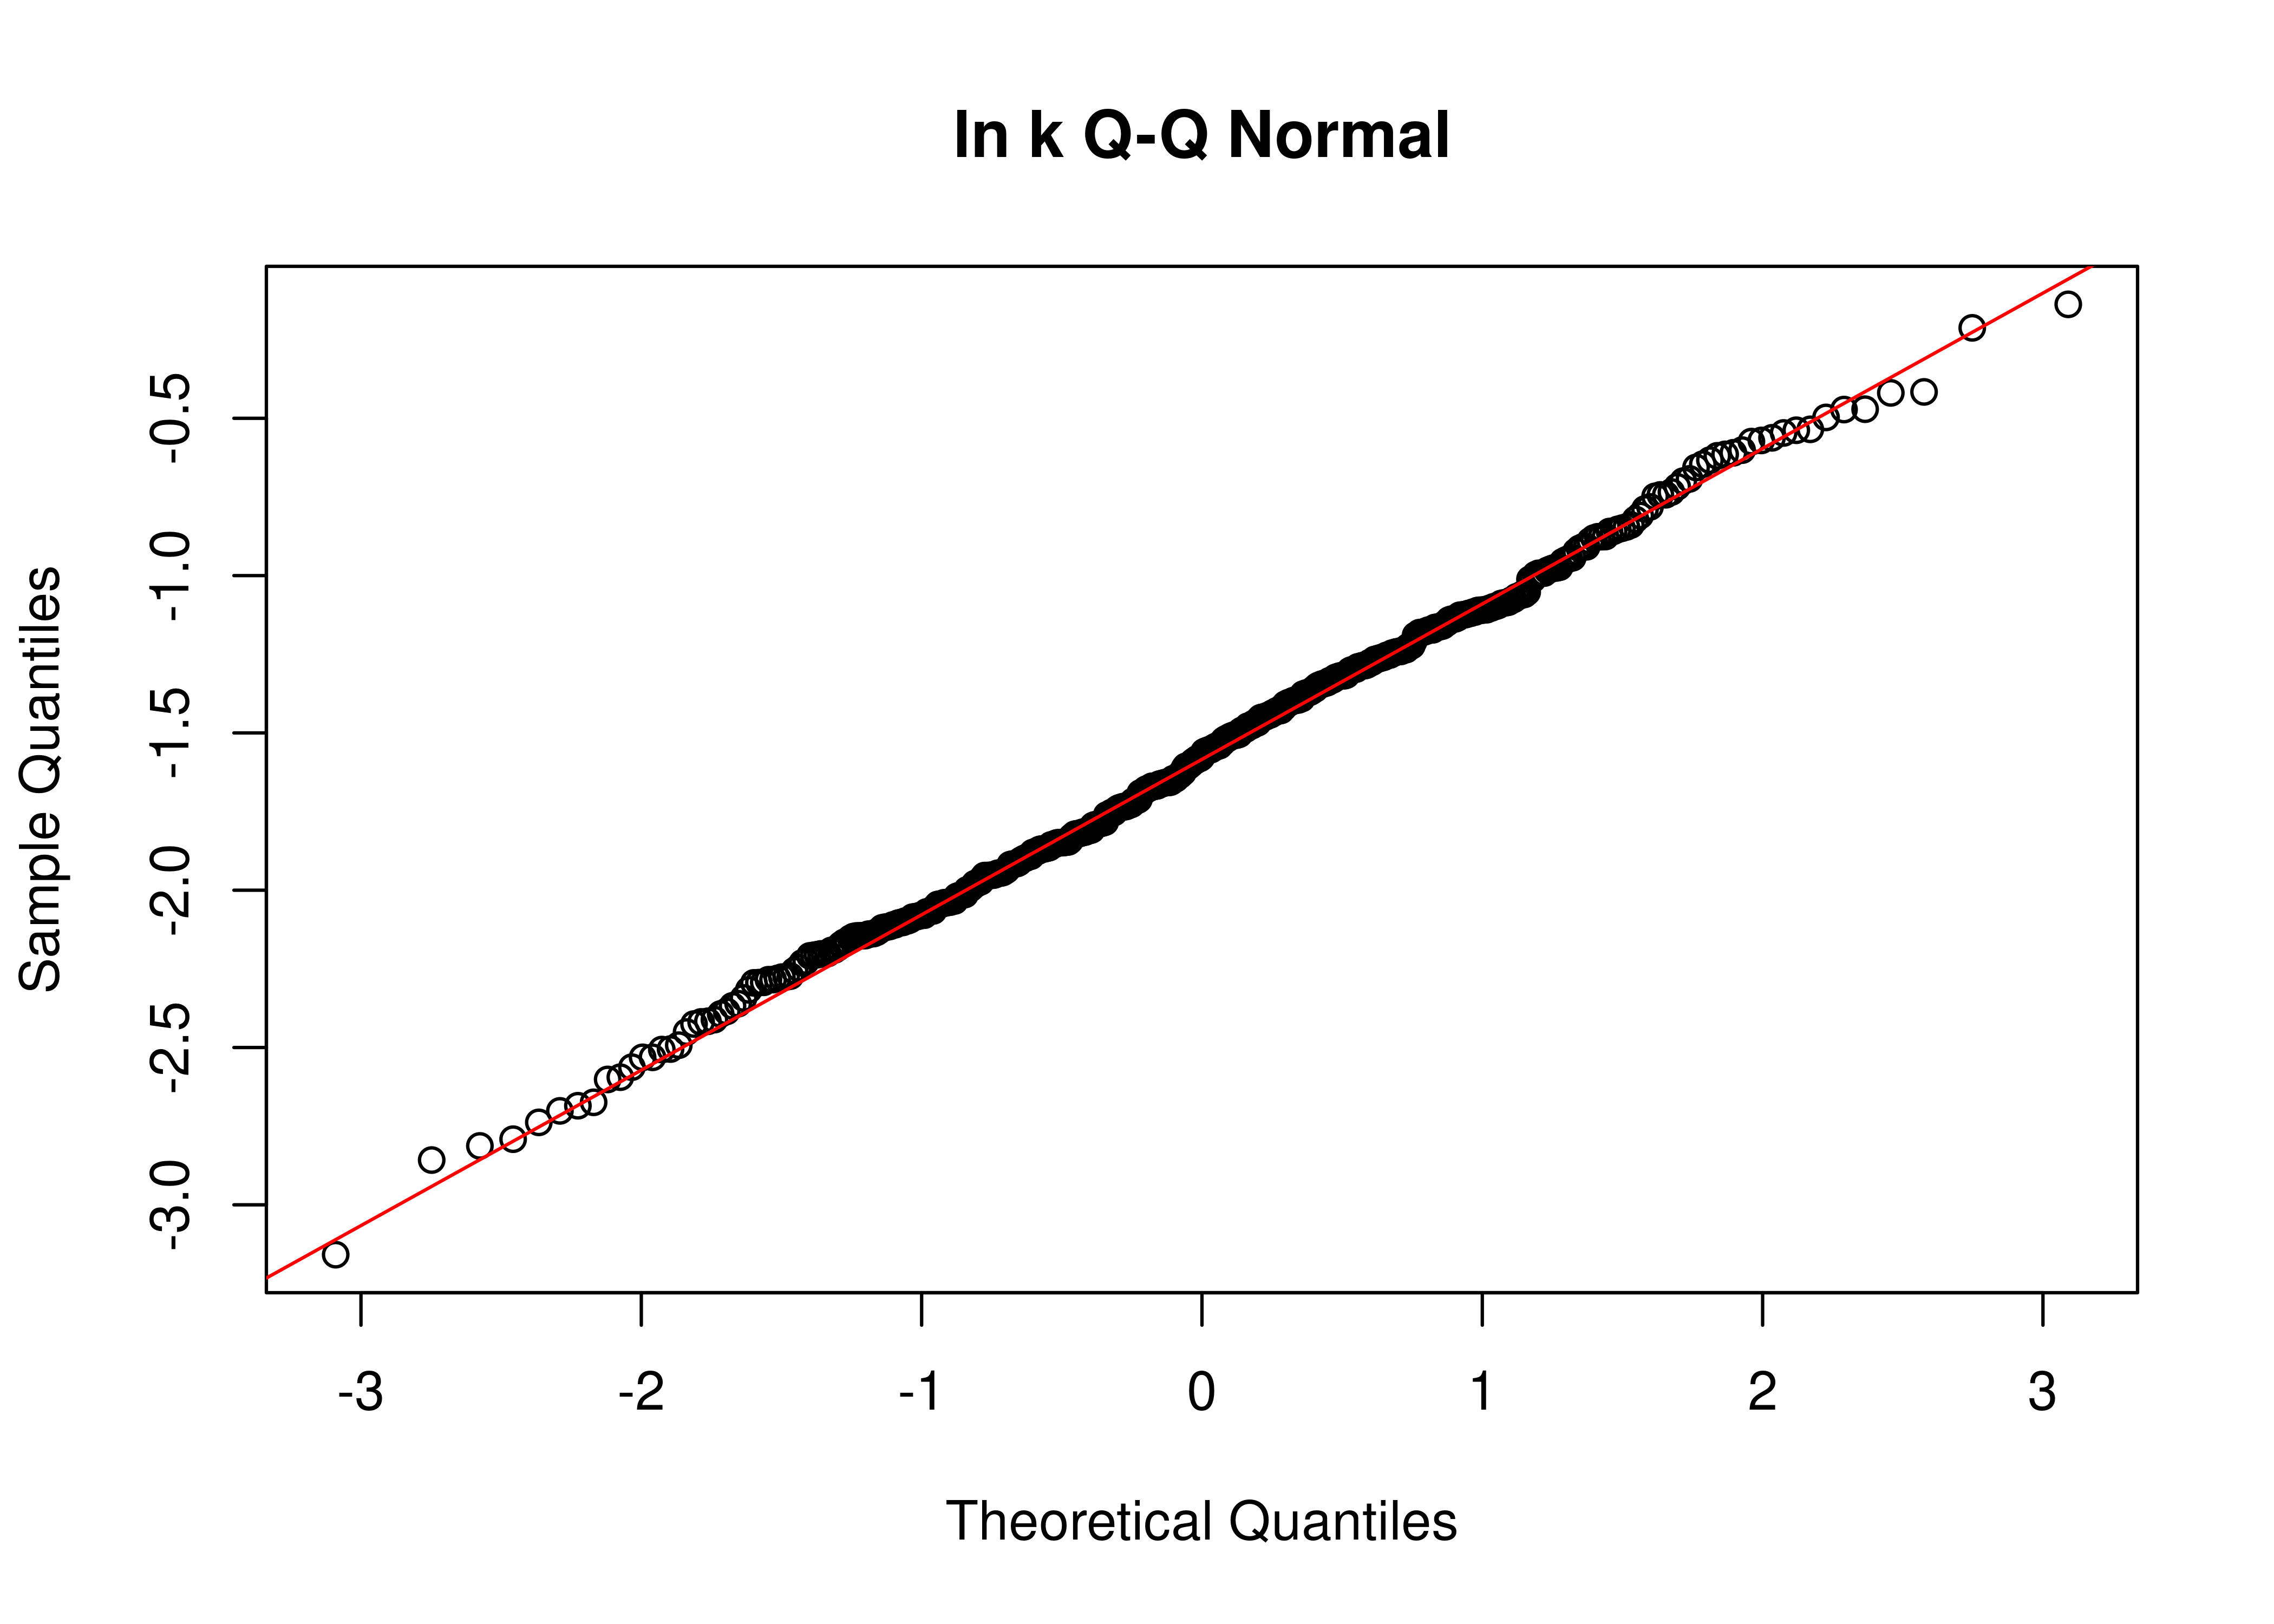 ln k Q-Q Normal
Sample Quantiles
-0.5
-1.0
-1.5
-2.0
-2.5
-3.0
-3 -2 -1 0 1 2 3
Theoretical Quantiles